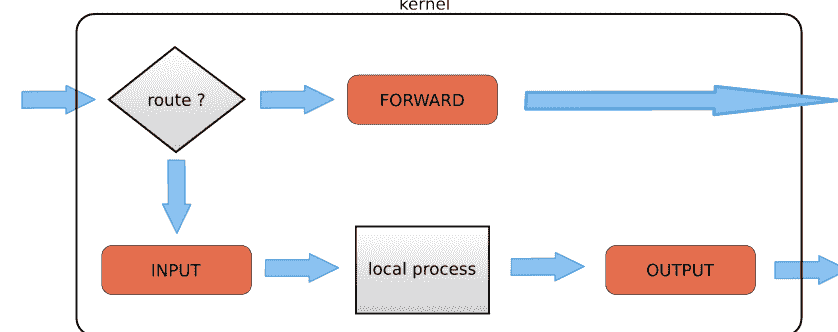 kernel
route ?
FORWARD
INPUT
local process
OUTPUT